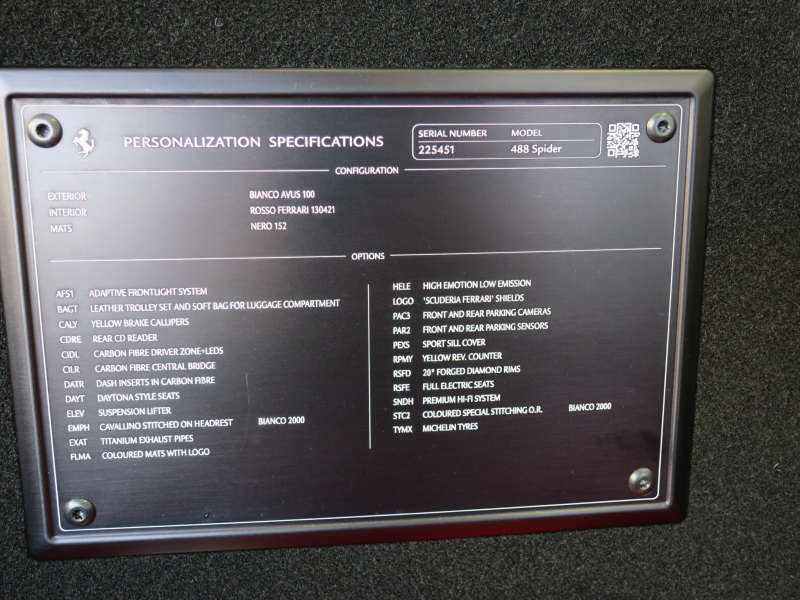 PERSONALIZATION SPECIFICATIONS
SERIAL NUMBER MODEL
225451 488 Spider
CONFIGURATION
EXTERIOR BIANCO AVUS 100
INTERIOR ROSSO FERRARI 130421
MATS NERO 152
OPTIONS
AFS1 ADAPTIVE FRONTLIGHT SYSTEM
BAGT LEATHER TROLLEY SET AND SOFT BAG FOR LUGGAGE COMPARTMENT
CALY YELLOW BRAKE CALLIPERS
CDRE REAR CD READER
CIDL CARBON FIBRE DRIVER ZONE+LEDS
CILR CARBON FIBRE CENTRAL BRIDGE
DATR DASH INSERTS IN CARBON FIBRE
DAYT DAYTONA STYLE SEATS
ELEV SUSPENSION LIFTER
EMPH CAVALLINO STITCHED ON HEADREST BIANCO 2000
EXAT TITANIUM EXHAUST PIPES
FLMA COLOURED MATS WITH LOGO
HELE HIGH EMOTION LOW EMISSION
LOGO 'SCUDERIA FERRARI' SHIELDS
PAC3 FRONT AND REAR PARKING CAMERAS
PAR2 FRONT AND REAR PARKING SENSORS
PEXS SPORT SILL COVER
RPMY YELLOW REV. COUNTER
RSFD 20" FORGED DIAMOND RIMS
RSFE FULL ELECTRIC SEATS
SNDH PREMIUM HI-FI SYSTEM
STC2 COLOURED SPECIAL STITCHING O.R. BIANCO 2000
TYMX MICHELIN TYRES